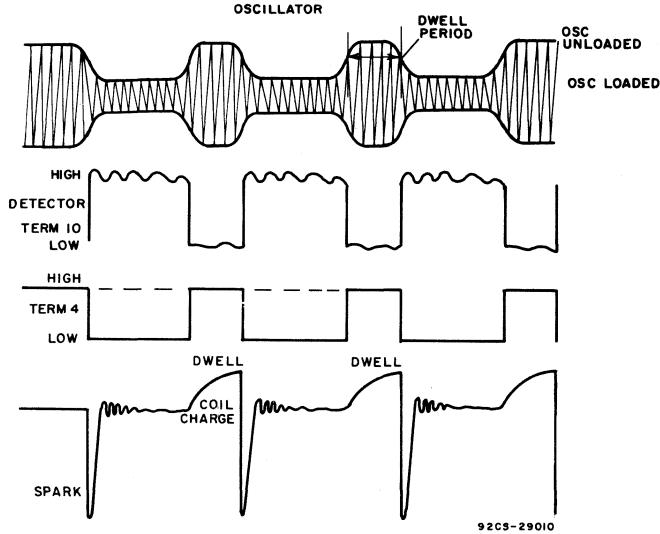 OSCILLATOR
DWELL
PERIOD
OSC
UNLOADED
OSC LOADED
HIGH
DETECTOR
TERM 10
LOW
HIGH
TERM 4
LOW
DWELL
DWELL
COIL
CHARGE
SPARK
92CS-29010